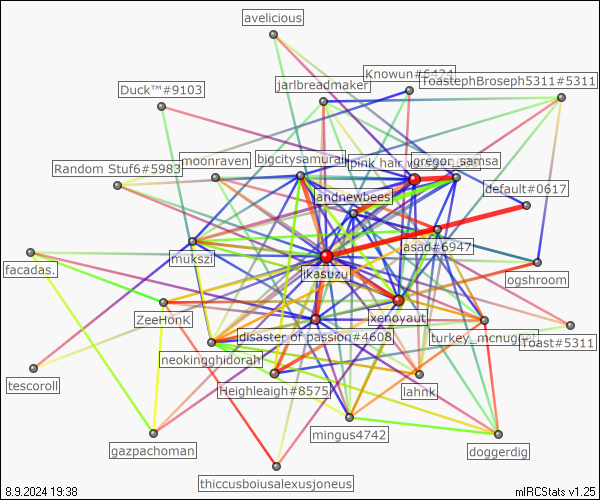 avelicious
Knowun#6424
ToastephBroseph5311#5311
jarlbreadmaker
Duck™#9103
moonraven
bigcitysamurai
pink hair
gregor_samsa
Random Stuf6#5983
default#0617
andnewbees
asad#6947
mukszi
ikasuzu
facadas.
ogshroom
ZeeHonk
xenoyaut
disaster of passion#4608
turkey_mcnugget
Toast#5311
neokingghidorah
tescoroll
Heighleigh#8575
lahnk
mingus4742
gazpachoman
doggerdig
thiccusboiusalexusjoneus
8.9.2024 19:38
mIRCStats v1.25